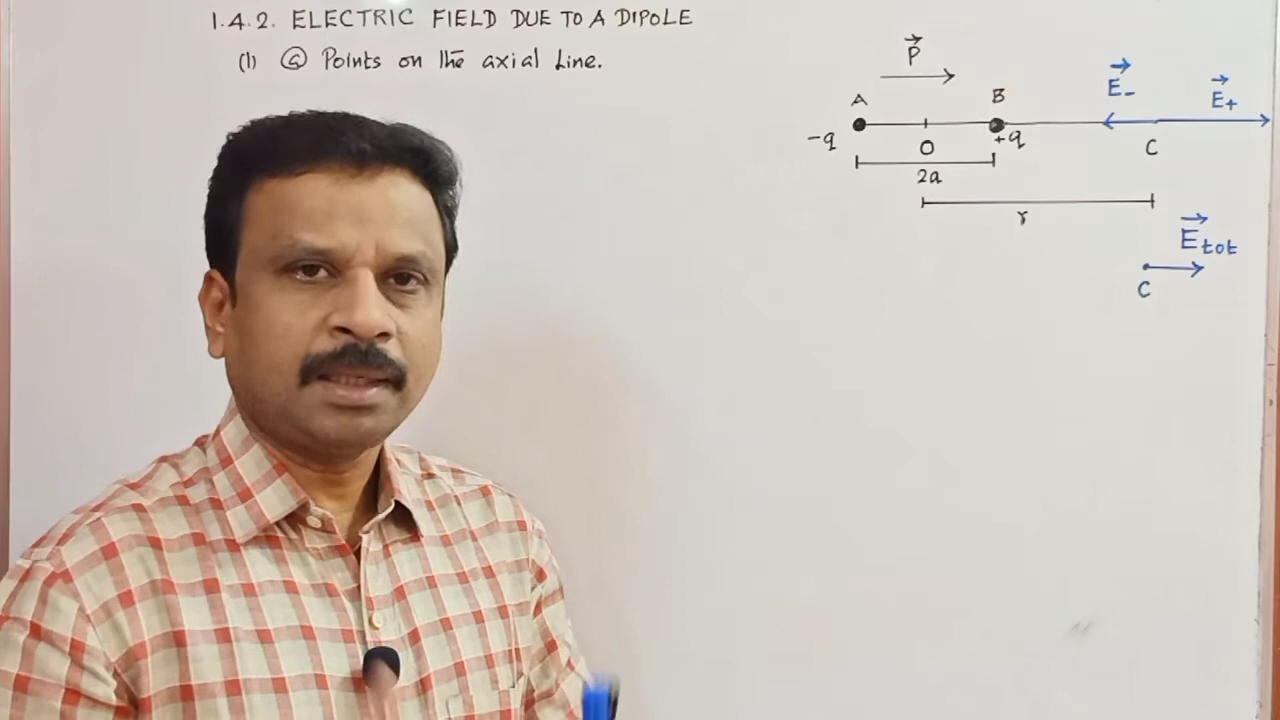 1.4.2. ELECTRIC FIELD DUE TO A DIPOLE
(1) @ Points on the axial Line.
P
A
B
E-
E+
-q
O
+q
C
2a
r
Etot
C